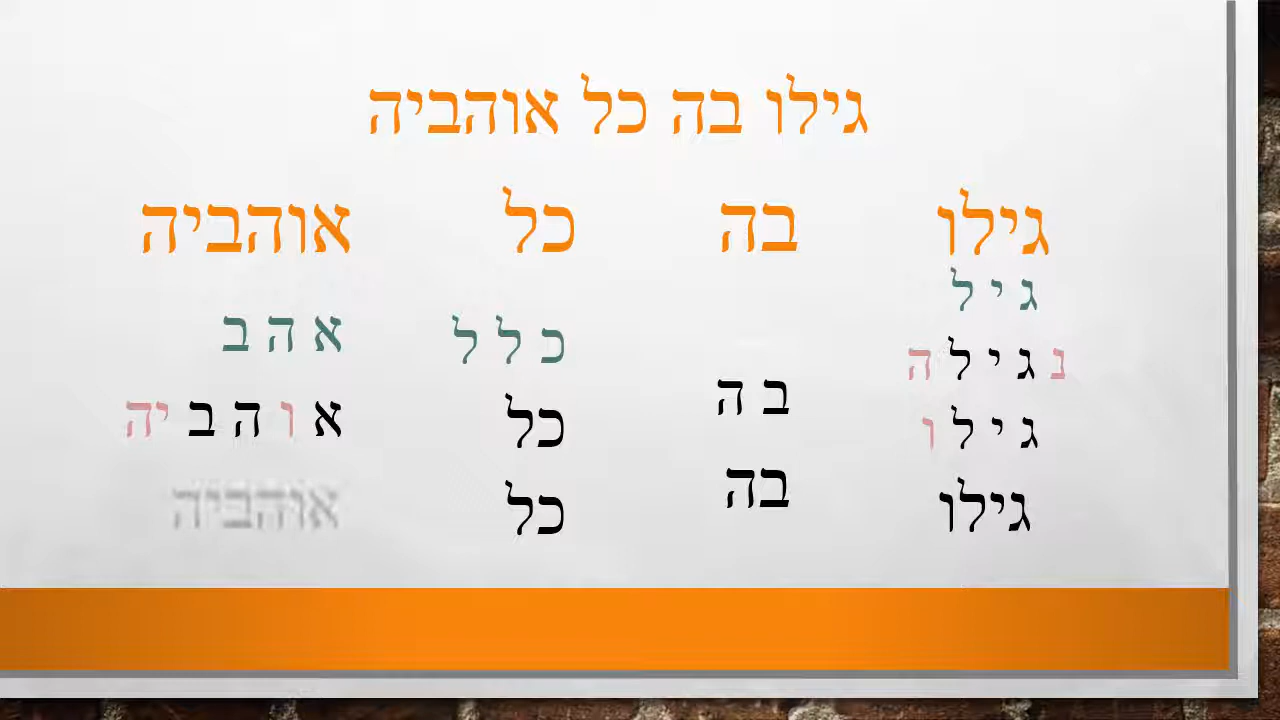 גילו בה כל אוהביה
גילו בה כל אוהביה
ג י ל
א ה ב
כ ל ל
נ ג י ל ה
ב ה
א ו ה ב יה
כל
ג י ל ו
בה
גילו
כל
אוהביה